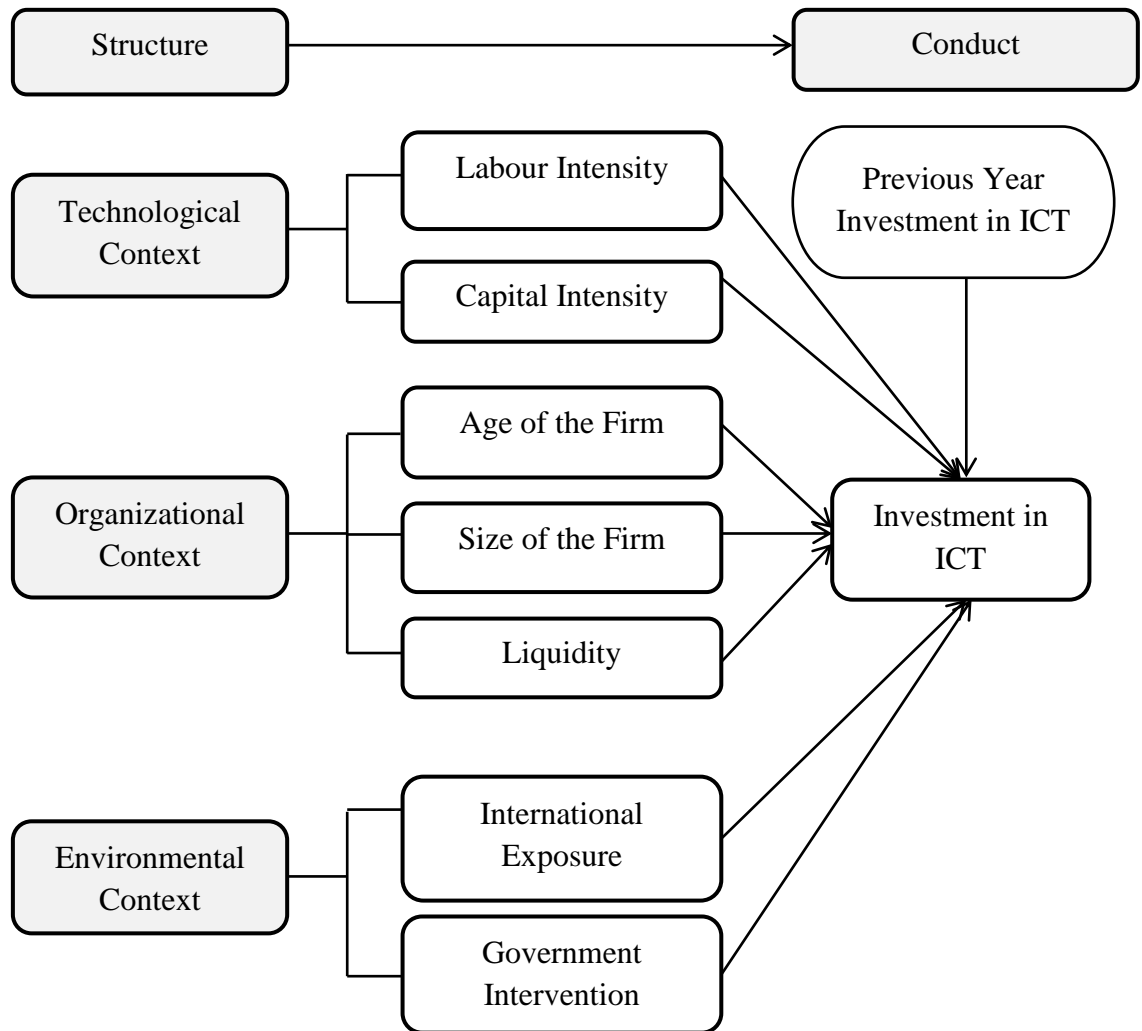 Structure
Conduct
Technological
Context
Labour Intensity
Capital Intensity
Previous Year
Investment in ICT
Organizational
Context
Age of the Firm
Size of the Firm
Liquidity
Investment in
ICT
Environmental
Context
International
Exposure
Government
Intervention